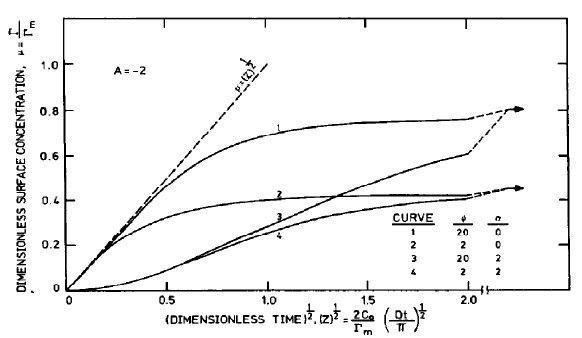 DIMENSIONLESS SURFACE CONCENTRATION, μ = Γ/Γ^E
1.0
0.8
0.6
0.4
0.2
0
A = -2
μ=(Z)^1/2
1
2
3
4
CURVE φ α
1 20 0
2 2 0
3 20 2
4 2 2
0 0.5 1.0 1.5 2.0
(DIMENSIONLESS TIME)^1/2, (Z)^1/2 = 2C₀/Γm (Dt/Π)^1/2